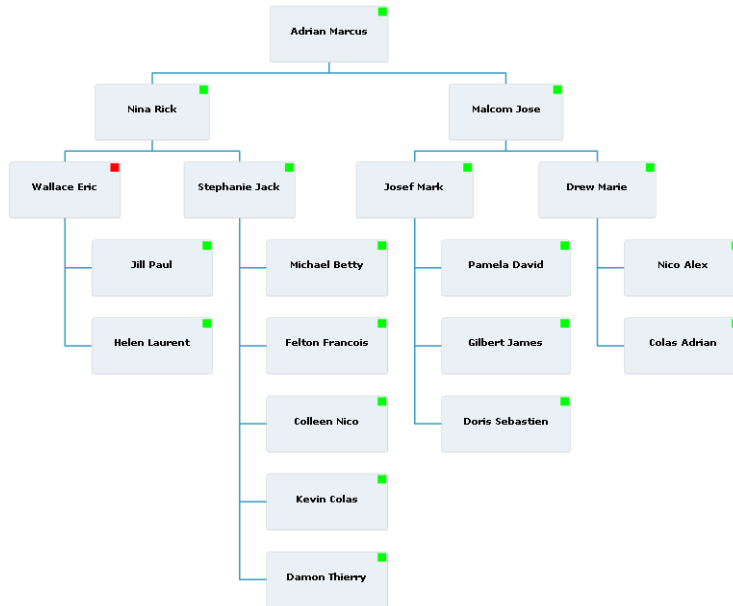 Adrian Marcus
Nina Rick
Malcom Jose
Wallace Eric
Stephanie Jack
Josef Mark
Drew Marie
Jill Paul
Michael Betty
Pamela David
Nico Alex
Helen Laurent
Felton Francois
Gilbert James
Colas Adrian
Colleen Nico
Doris Sebastien
Kevin Colas
Damon Thierry